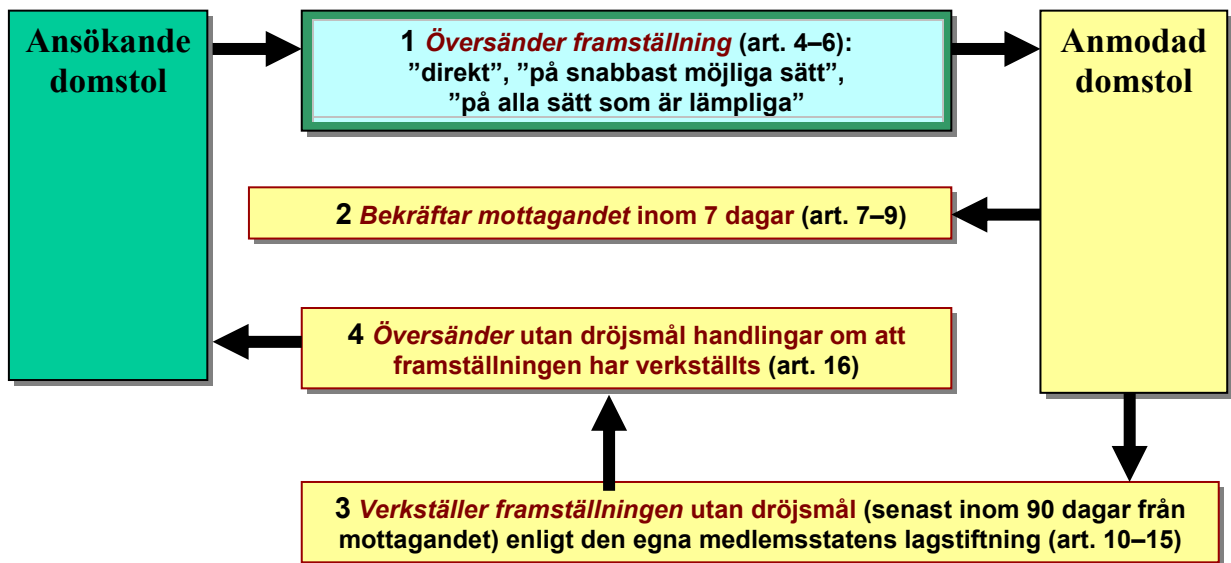 Ansökande
domstol
1 Översänder framställning (art. 4–6):
”direkt”, ”på snabbast möjliga sätt”,
”på alla sätt som är lämpliga”
Anmodad
domstol
2 Bekräftar mottagandet inom 7 dagar (art. 7–9)
4 Översänder utan dröjsmål handlingar om att
framställningen har verkställts (art. 16)
3 Verkställer framställningen utan dröjsmål (senast inom 90 dagar från
mottagandet) enligt den egna medlemsstatens lagstiftning (art. 10–15)